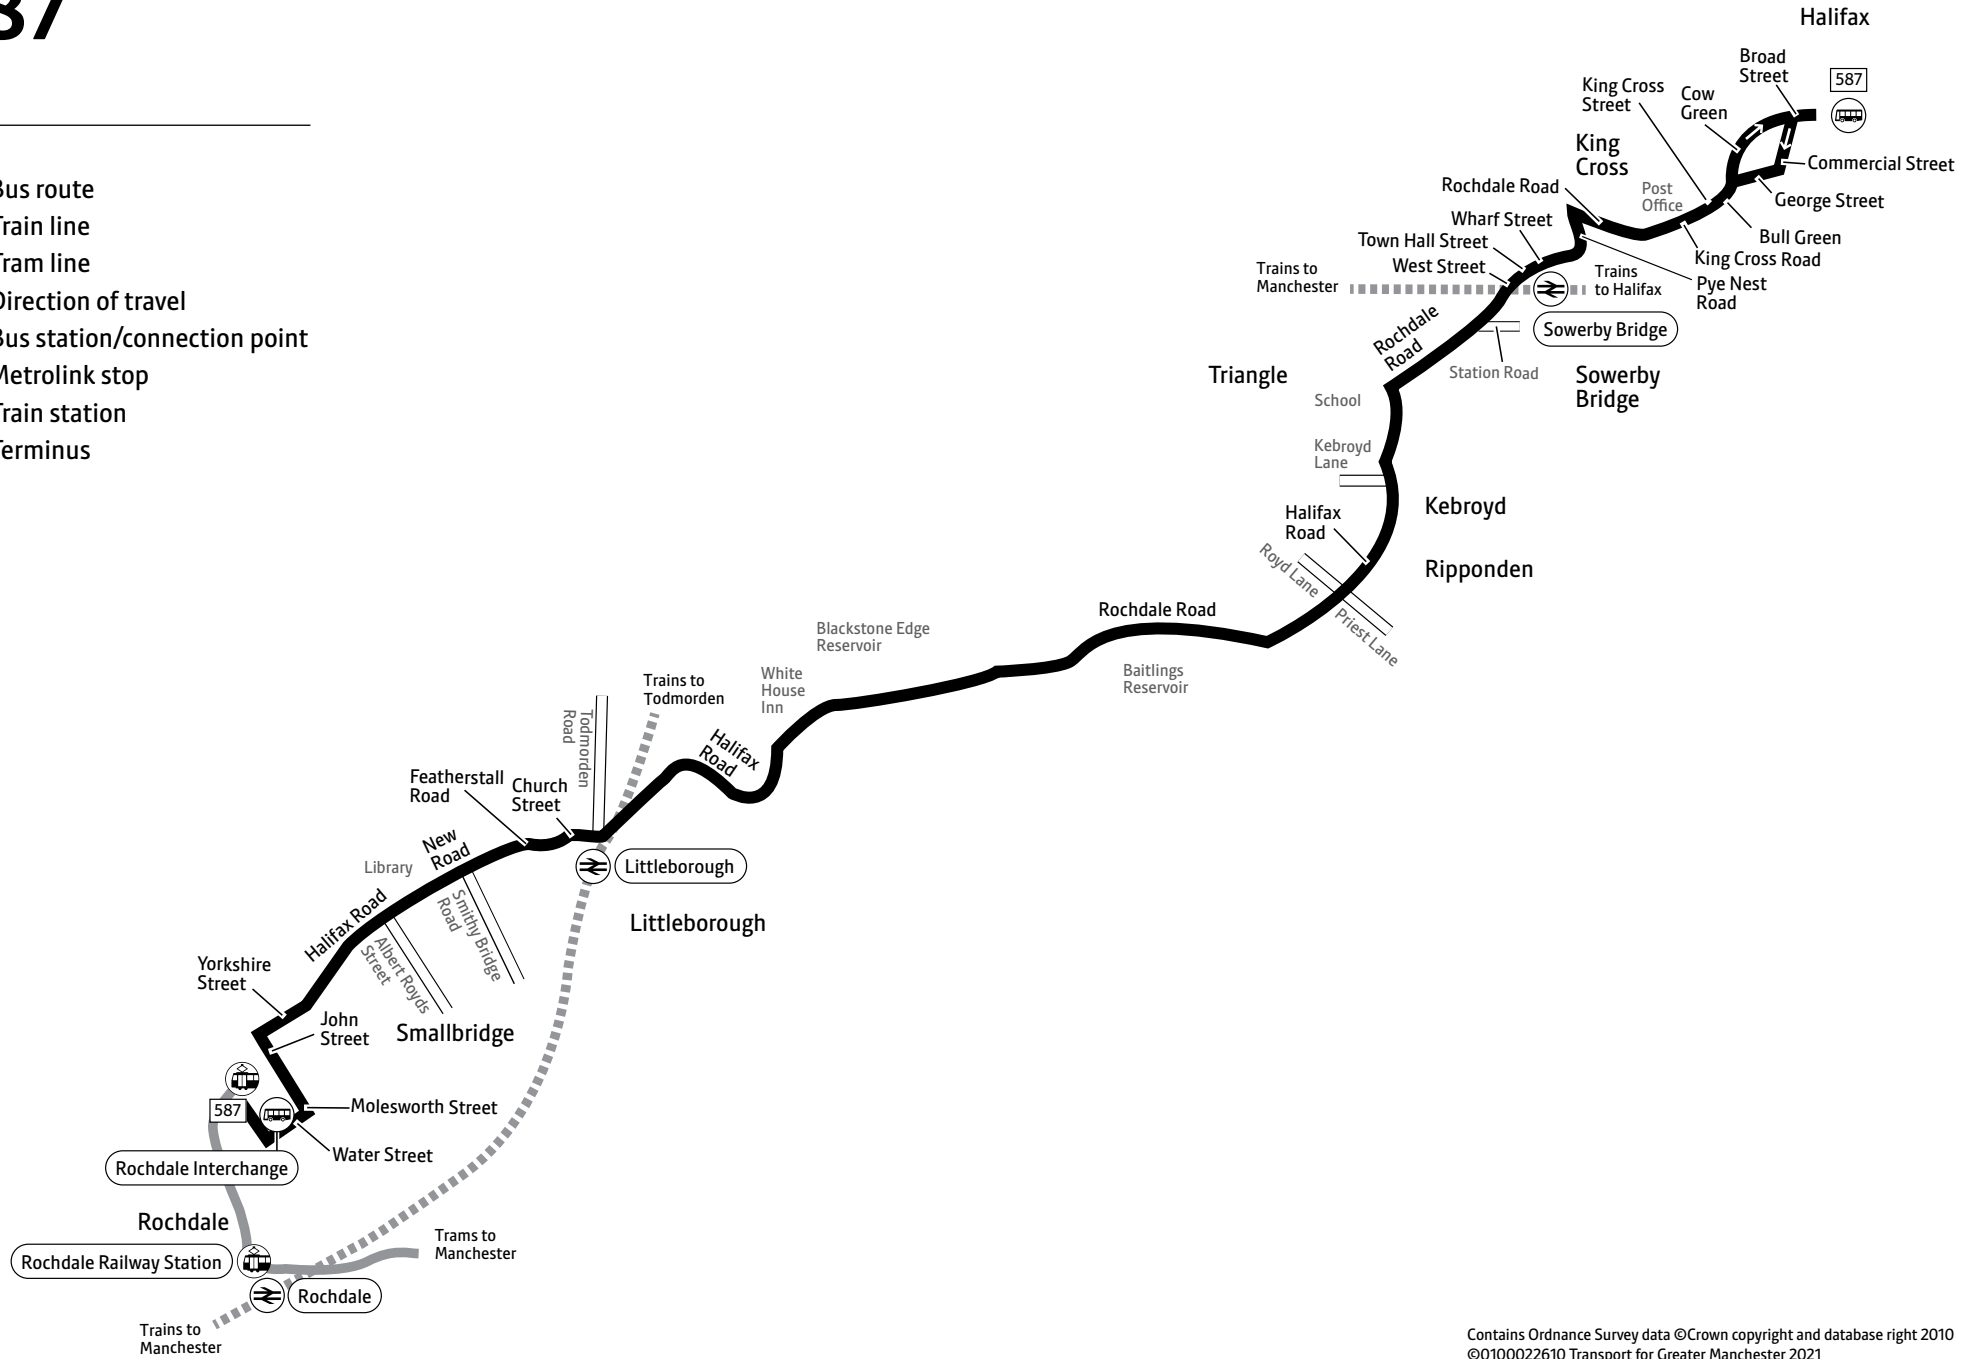 87
Bus route
Train line
Tram line
Direction of travel
Bus station/connection point
Metrolink stop
Train station
Terminus
Halifax
Broad
Street
587
King Cross
Street
Cow
Green
King
Cross
Commercial Street
Rochdale Road
Post
Office
George Street
Wharf Street
Town Hall Street
Bull Green
West Street
King Cross Road
Trains to
Manchester
Trains
to Halifax
Pye Nest
Road
Rochdale
Road
Sowerby Bridge
Station Road
Triangle
Sowerby
Bridge
School
Kebroyd
Lane
Kebroyd
Halifax
Road
Royd Lane
Ripponden
Priest Lane
Rochdale Road
Blackstone Edge
Reservoir
Baitlings
Reservoir
White
House
Inn
Trains to
Todmorden
Todmorden
Road
Halifax
Road
Featherstall
Road
Church
Street
New
Road
Library
Littleborough
Littleborough
Smithy Bridge
Road
Halifax Road
Albert Royds
Street
Yorkshire
Street
John
Street
Smallbridge
587
Molesworth Street
Water Street
Rochdale Interchange
Rochdale
Trams to
Manchester
Rochdale Railway Station
Rochdale
Trains to
Manchester
Contains Ordnance Survey data ©Crown copyright and database right 2010
©0100022610 Transport for Greater Manchester 2021